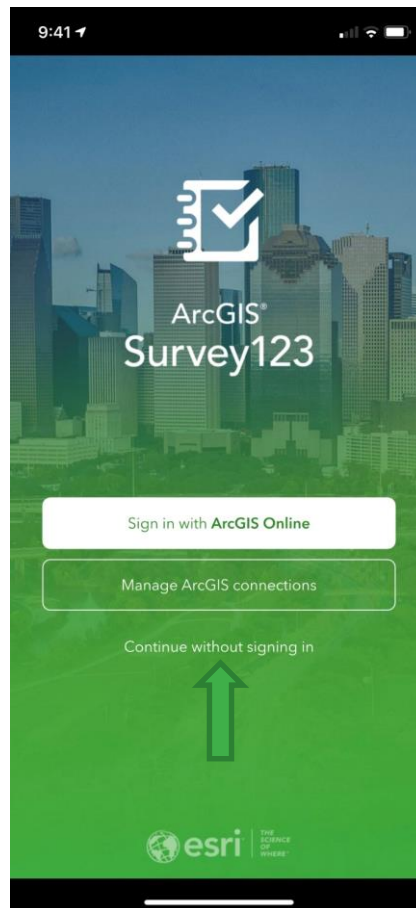 9:41
ArcGIS®
Survey123
Sign in with ArcGIS Online
Manage ArcGIS connections
Continue without signing in
esri
THE
SCIENCE
OF
WHERE™